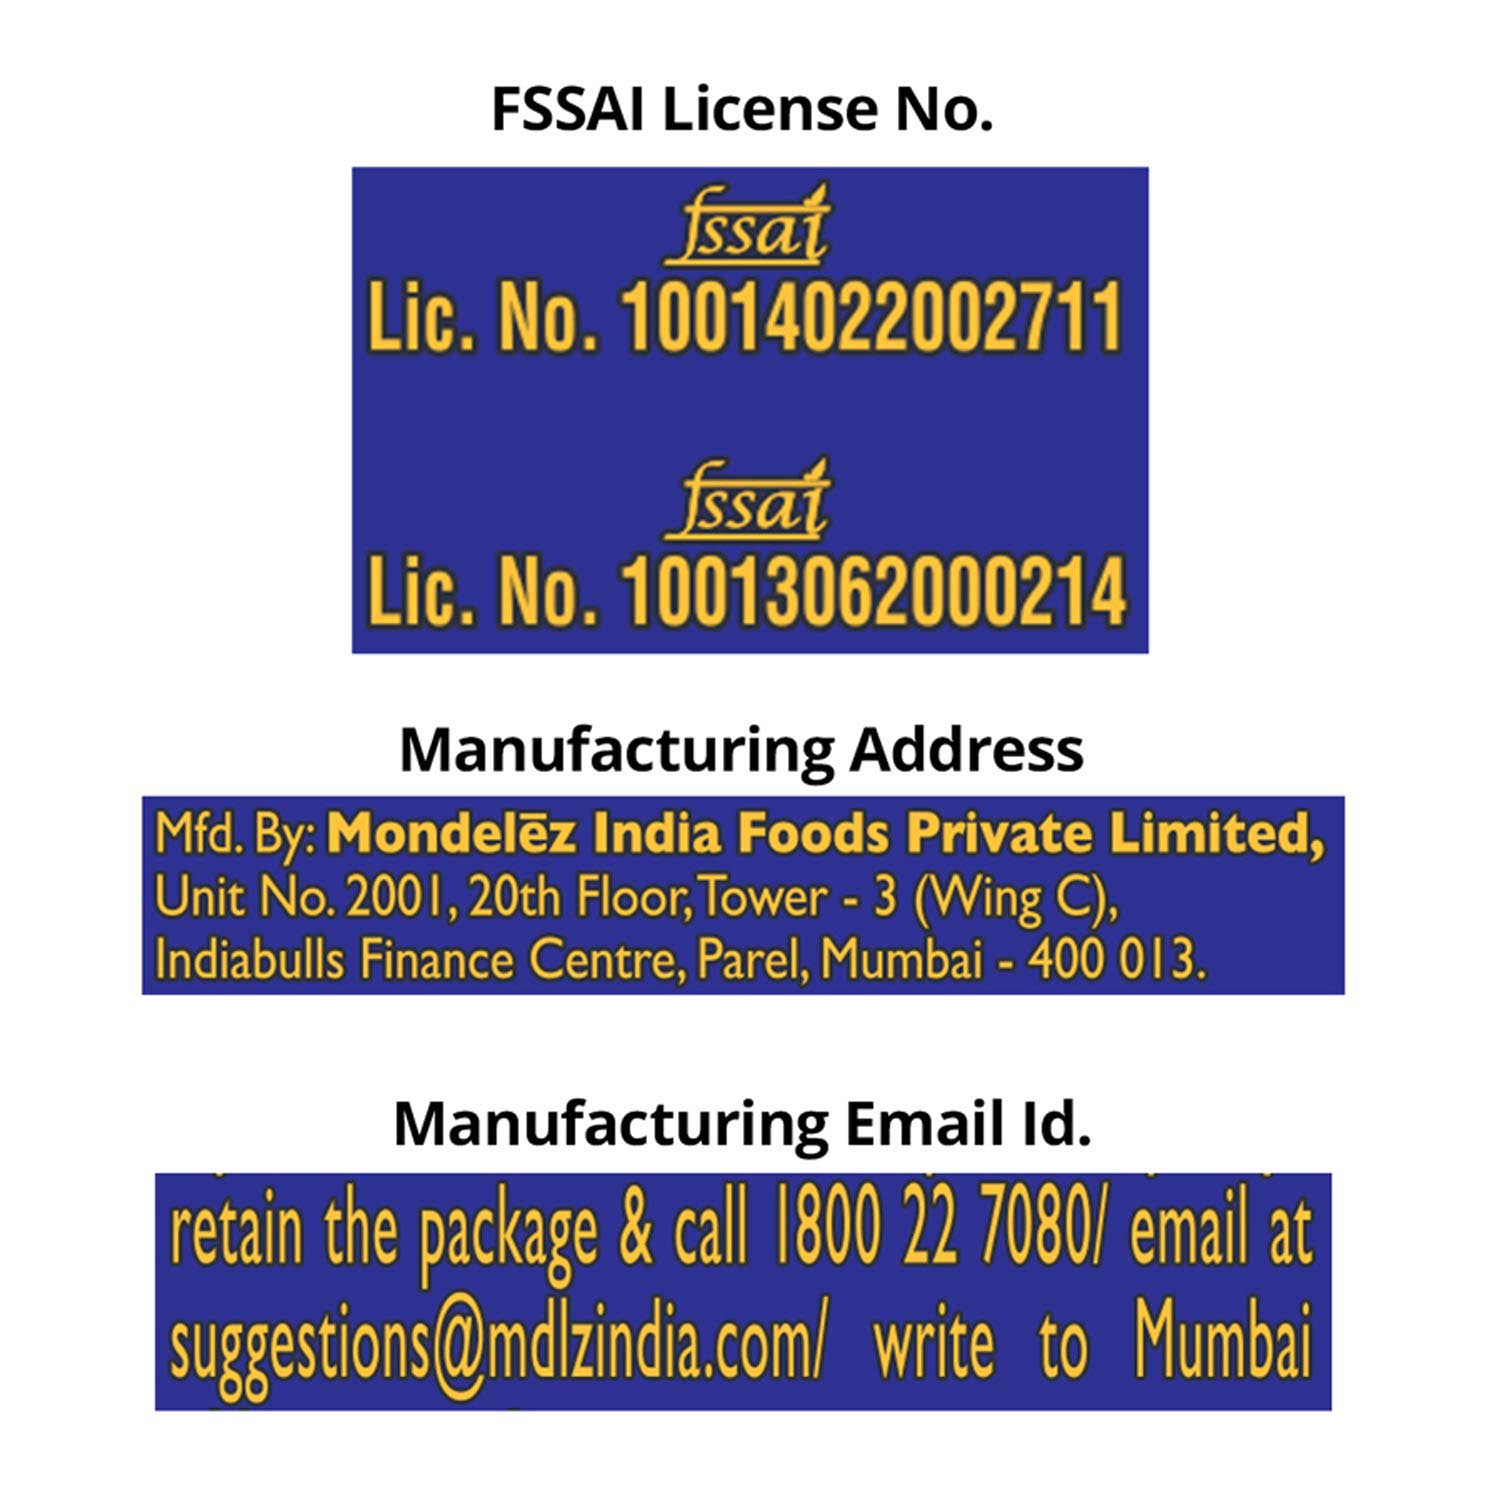 FSSAI License No.
fssai
Lic. No. 10014022002711
fssai
Lic. No. 10013062000214
Manufacturing Address
Mfd. By: Mondelēz India Foods Private Limited,
Unit No. 2001, 20th Floor, Tower - 3 (Wing C),
Indiabulls Finance Centre, Parel, Mumbai - 400 013.
Manufacturing Email Id.
retain the package & call 1800 22 7080/ email at
suggestions@mdlzindia.com/ write to Mumbai